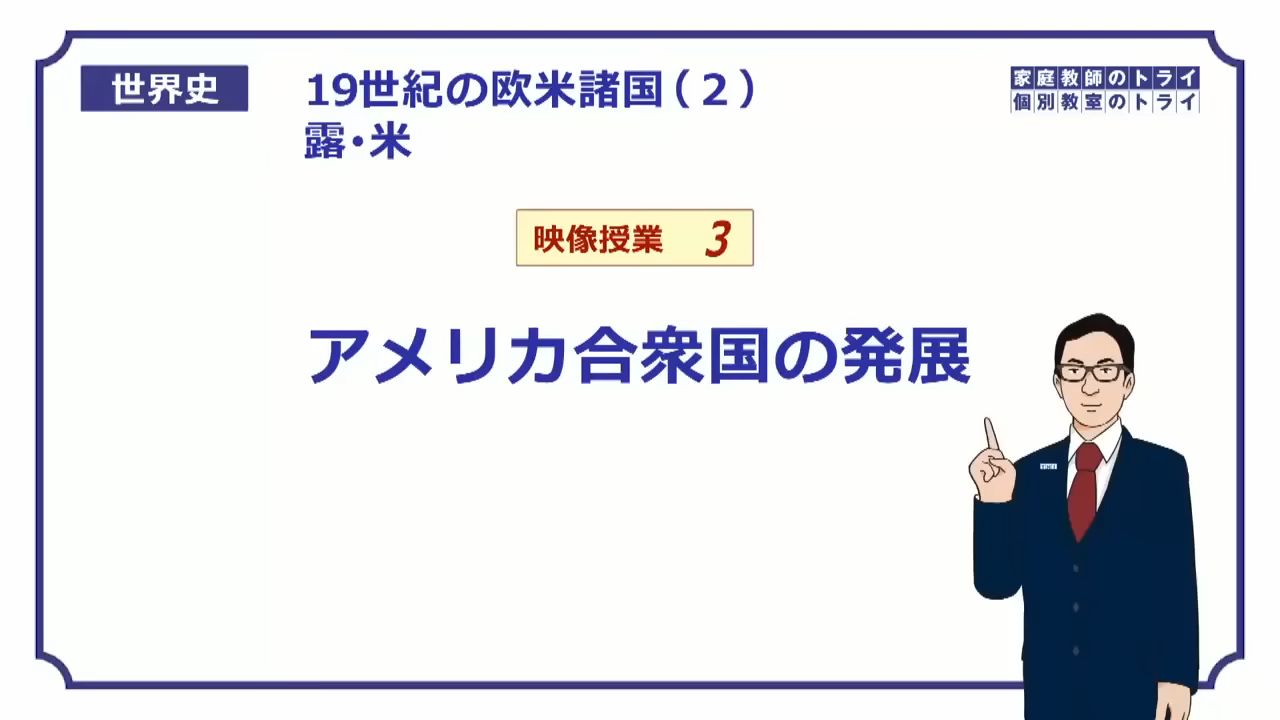 世界史
19世紀の欧米諸国(2)
露・米
家庭教師のトライ
個別教室のトライ
映像授業 3
アメリカ合衆国の発展